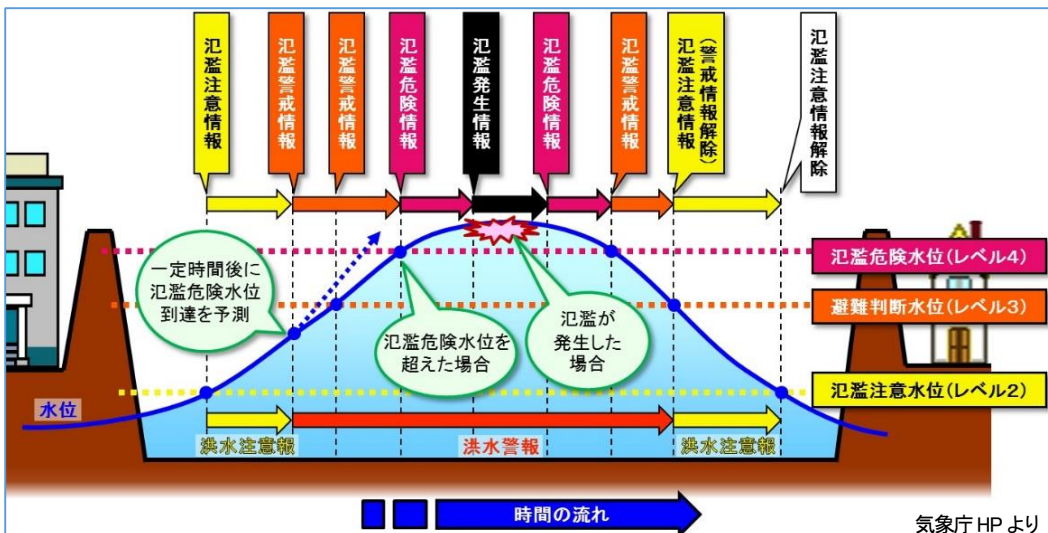 氾濫注意情報
氾濫警戒情報
氾濫警戒情報
氾濫危険情報
氾濫発生情報
氾濫危険情報
氾濫警戒情報
(警戒情報解除)
氾濫注意情報
氾濫注意情報解除
一定時間後に
氾濫危険水位
到達を予測
氾濫危険水位を
超えた場合
氾濫が
発生した
場合
氾濫危険水位(レベル4)
避難判断水位(レベル3)
氾濫注意水位(レベル2)
水位
洪水注意報
洪水警報
洪水注意報
時間の流れ
気象庁HPより